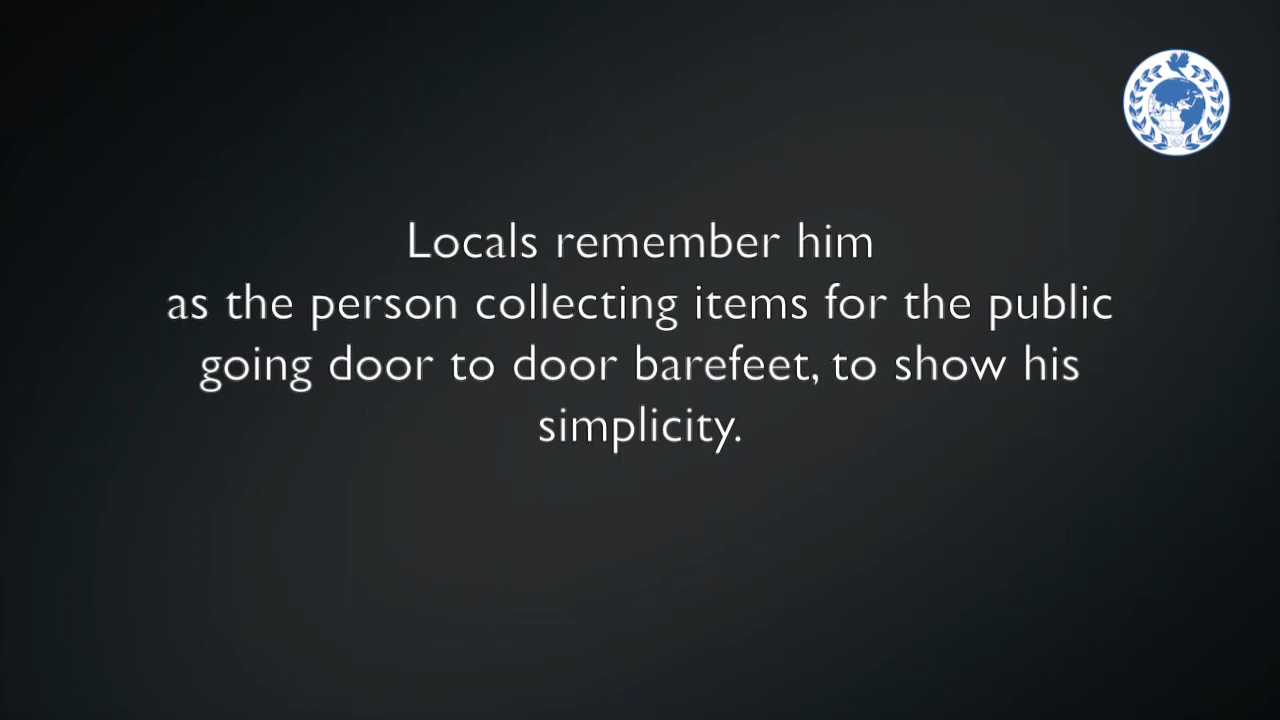 Locals remember him
as the person collecting items for the public
going door to door barefeet, to show his
simplicity.